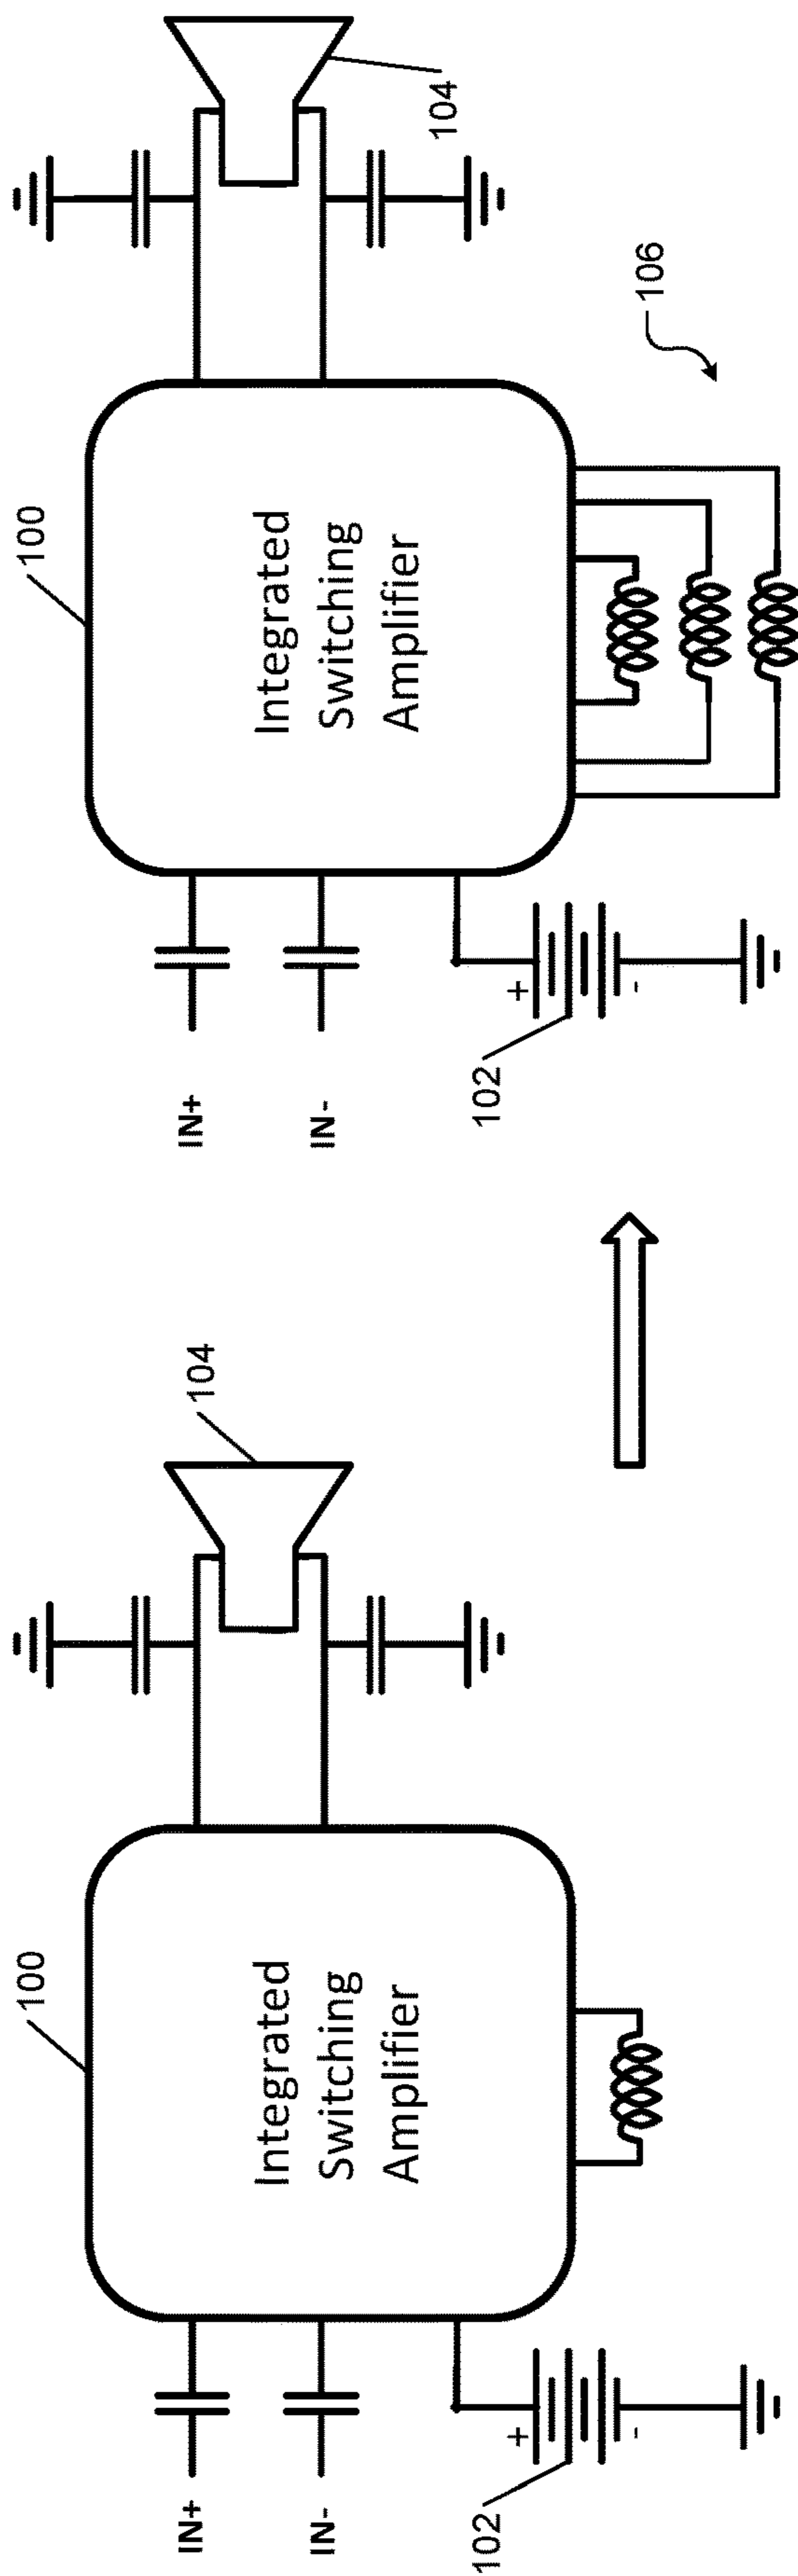 100
104
IN+
IN-
Integrated
Switching
Amplifier
102
+
-
100
104
IN+
IN-
Integrated
Switching
Amplifier
102
+
-
106